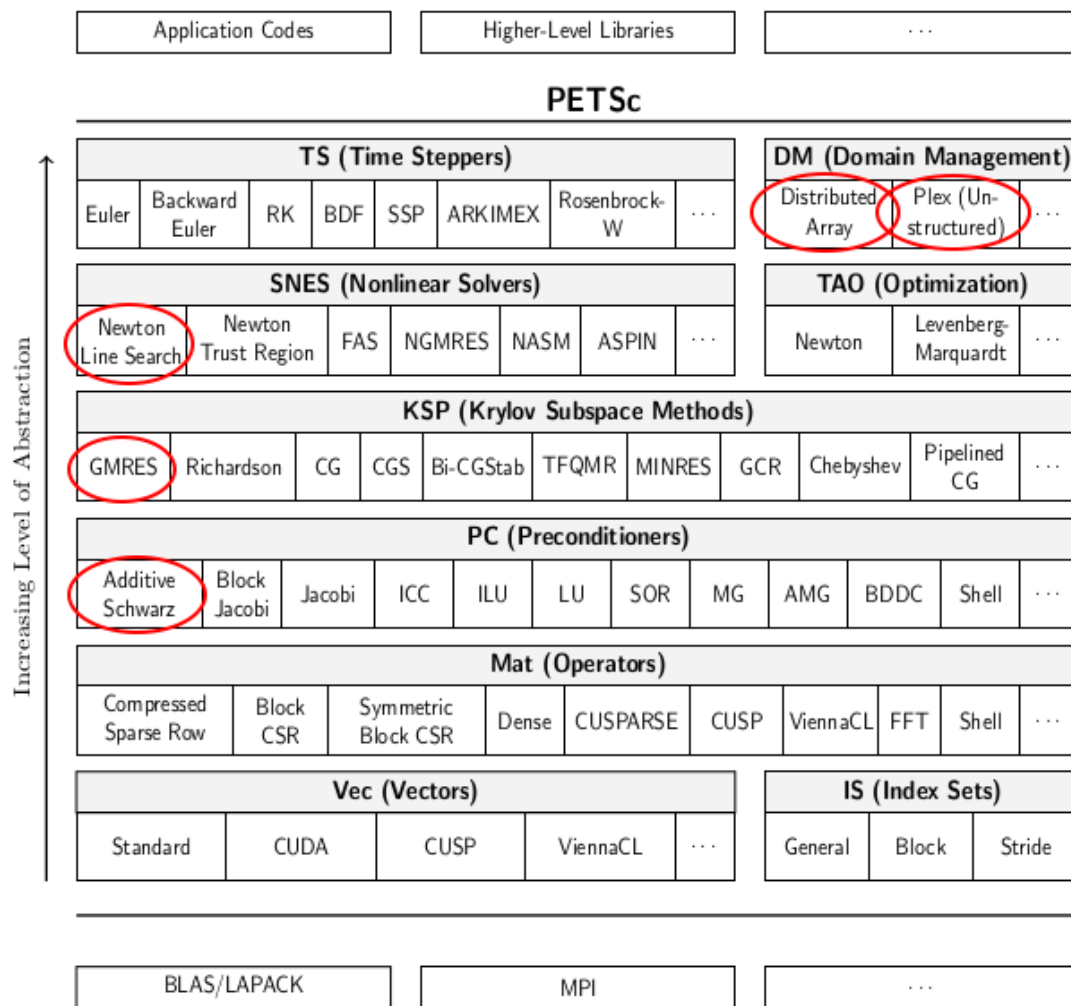 Application Codes
Higher-Level Libraries
···
PETSc
Increasing Level of Abstraction
TS (Time Steppers)
Euler
Backward
Euler
RK
BDF
SSP
ARKIMEX
Rosenbrock-
W
···
DM (Domain Management)
Distributed
Array
Plex (Un-
structured)
···
SNES (Nonlinear Solvers)
Newton
Line Search
Newton
Trust Region
FAS
NGMRES
NASM
ASPIN
···
TAO (Optimization)
Newton
Levenberg-
Marquardt
···
KSP (Krylov Subspace Methods)
GMRES
Richardson
CG
CGS
Bi-CGStab
TFQMR
MINRES
GCR
Chebyshev
Pipelined
CG
···
PC (Preconditioners)
Additive
Schwarz
Block
Jacobi
Jacobi
ICC
ILU
LU
SOR
MG
AMG
BDDC
Shell
···
Mat (Operators)
Compressed
Sparse Row
Block
CSR
Symmetric
Block CSR
Dense
CUSPARSE
CUSP
ViennaCL
FFT
Shell
···
Vec (Vectors)
Standard
CUDA
CUSP
ViennaCL
···
IS (Index Sets)
General
Block
Stride
BLAS/LAPACK
MPI
···